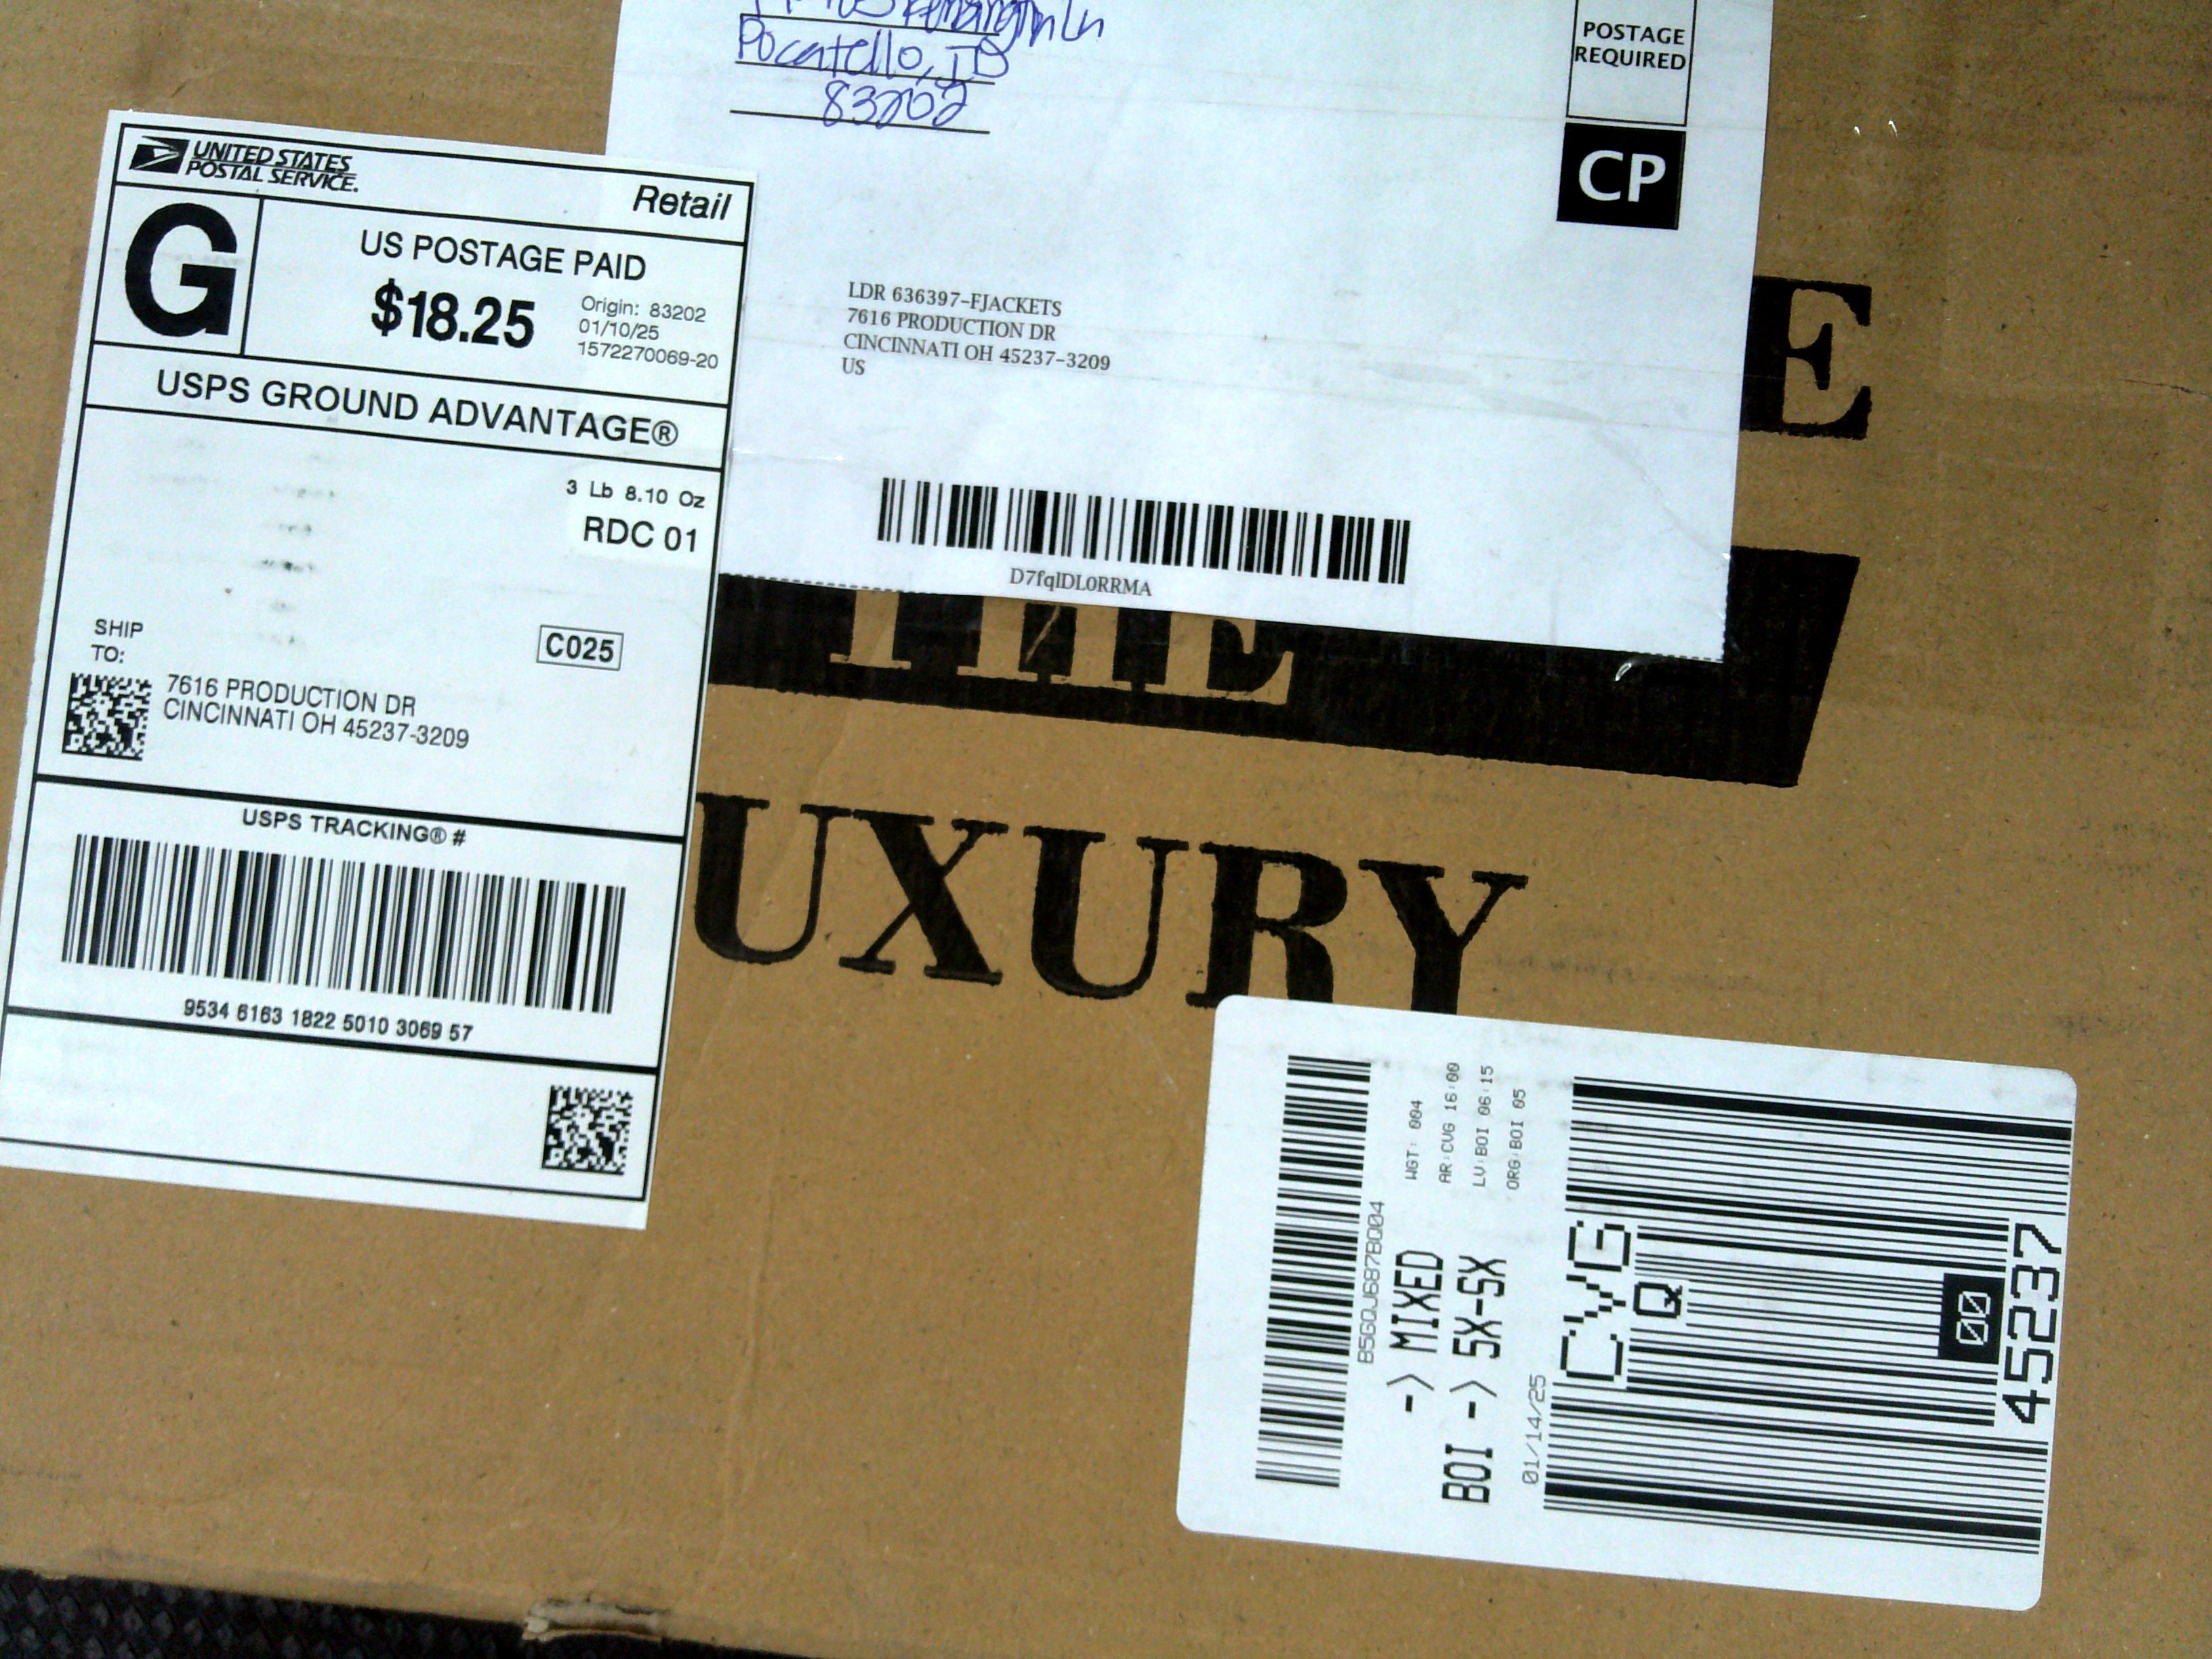 Pocatello, ID
83202
POSTAGE
REQUIRED
CP
LDR 636397-FJACKETS
7616 PRODUCTION DR
CINCINNATI OH 45237-3209
US
D7fqlDL0RRMA
UNITED STATES
POSTAL SERVICE.
Retail
G
US POSTAGE PAID
$18.25
Origin: 83202
01/10/25
1572270069-20
USPS GROUND ADVANTAGE®
3 Lb 8.10 Oz
RDC 01
SHIP
TO:
C025
7616 PRODUCTION DR
CINCINNATI OH 45237-3209
USPS TRACKING® #
9534 6163 1822 5010 3069 57
E
THE
UXURY
B5GQJ687BQ04
-> MIXED
BOI -> 5X-SX
WGT: 004
AR:CVG 16:00
LV:BOI 06:15
ORG:BOI 05
01/14/25
CVG
Q
00
45237